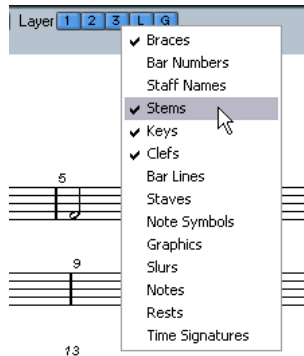 Layer 1 2 3 L G
Braces
Bar Numbers
Staff Names
Stems
Keys
Clefs
Bar Lines
Staves
Note Symbols
Graphics
Slurs
Notes
Rests
Time Signatures
5
9
13